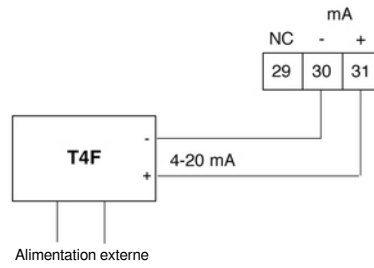 mA
NC - +
29 30 31
-
T4F
+ 4-20 mA
Alimentation externe